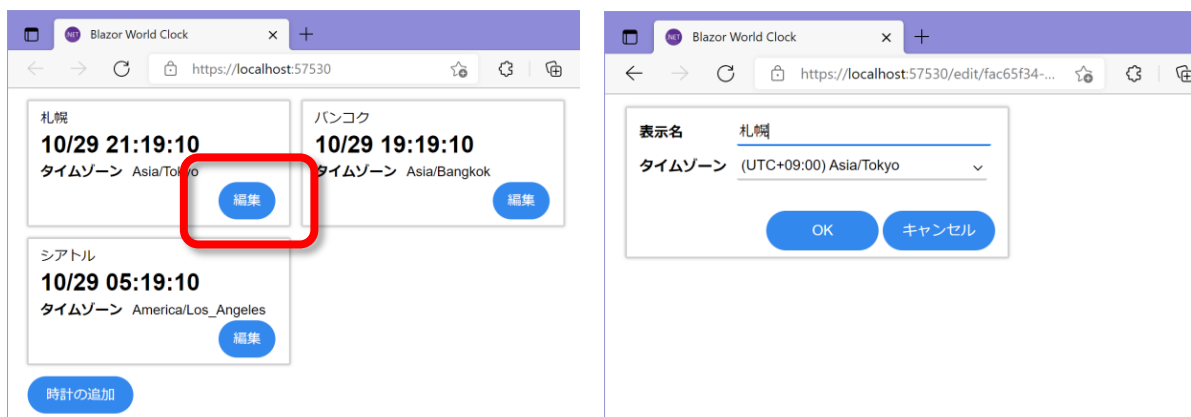 NET Blazor World Clock
https://localhost:57530
札幌
10/29 21:19:10
タイムゾーン Asia/Tokyo
編集
バンコク
10/29 19:19:10
タイムゾーン Asia/Bangkok
編集
シアトル
10/29 05:19:10
タイムゾーン America/Los_Angeles
編集
時計の追加
NET Blazor World Clock
https://localhost:57530/edit/fac65f34-...
表示名 札幌
タイムゾーン (UTC+09:00) Asia/Tokyo
OK キャンセル